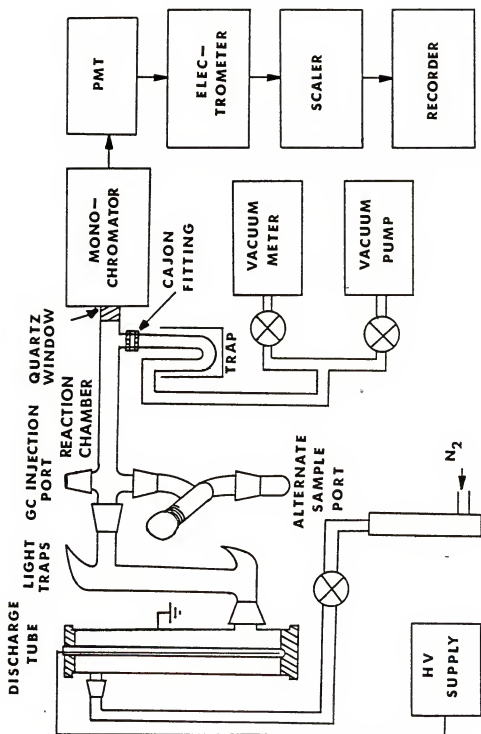 DISCHARGE
TUBE
LIGHT
TRAPS
GC INJECTION
PORT
REACTION
CHAMBER
QUARTZ
WINDOW
MONO-
CHROMATOR
PMT
ELEC-
TROMETER
SCALER
RECORDER
CAJON
FITTING
TRAP
VACUUM
METER
VACUUM
PUMP
ALTERNATE
SAMPLE
PORT
N2
HV
SUPPLY